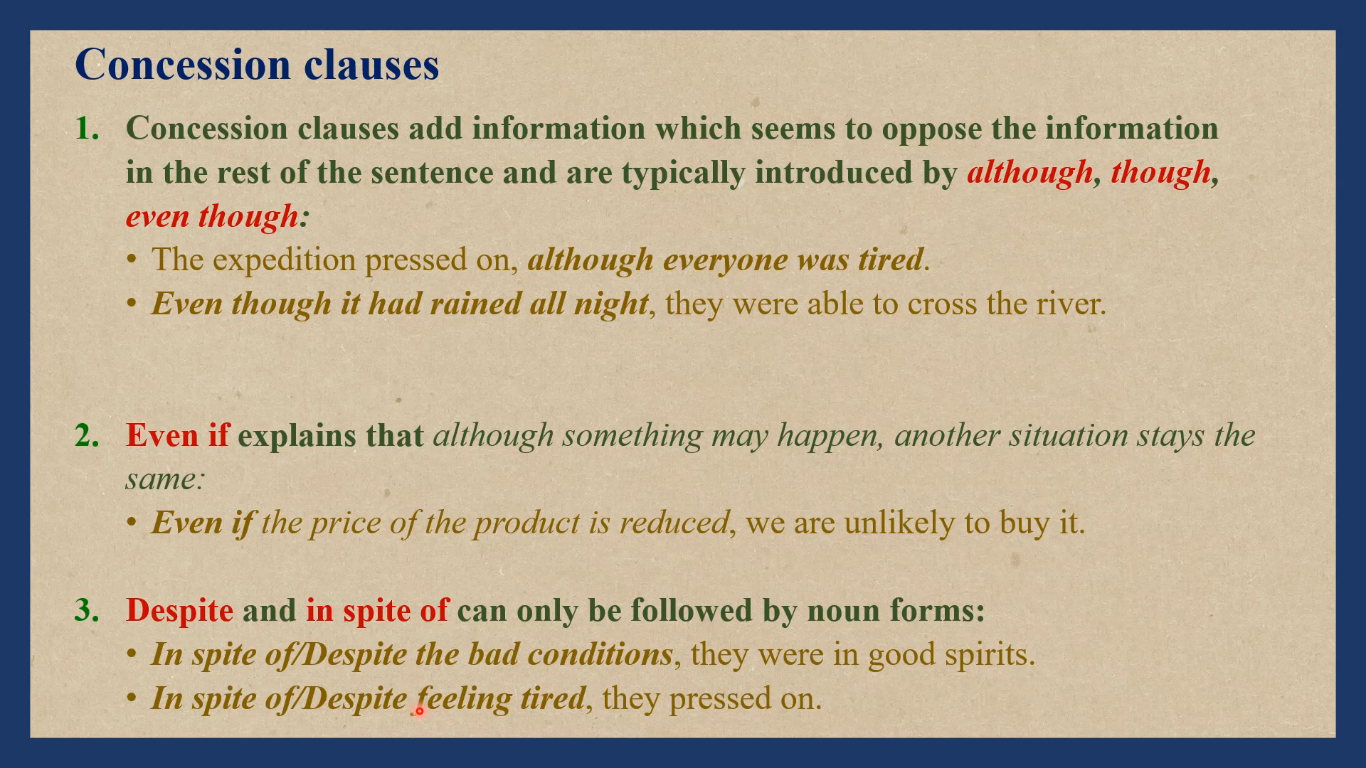 Concession clauses
1. Concession clauses add information which seems to oppose the information
in the rest of the sentence and are typically introduced by although, though,
even though:
• The expedition pressed on, although everyone was tired.
• Even though it had rained all night, they were able to cross the river.
2. Even if explains that although something may happen, another situation stays the
same:
• Even if the price of the product is reduced, we are unlikely to buy it.
3. Despite and in spite of can only be followed by noun forms:
• In spite of/Despite the bad conditions, they were in good spirits.
• In spite of/Despite feeling tired, they pressed on.